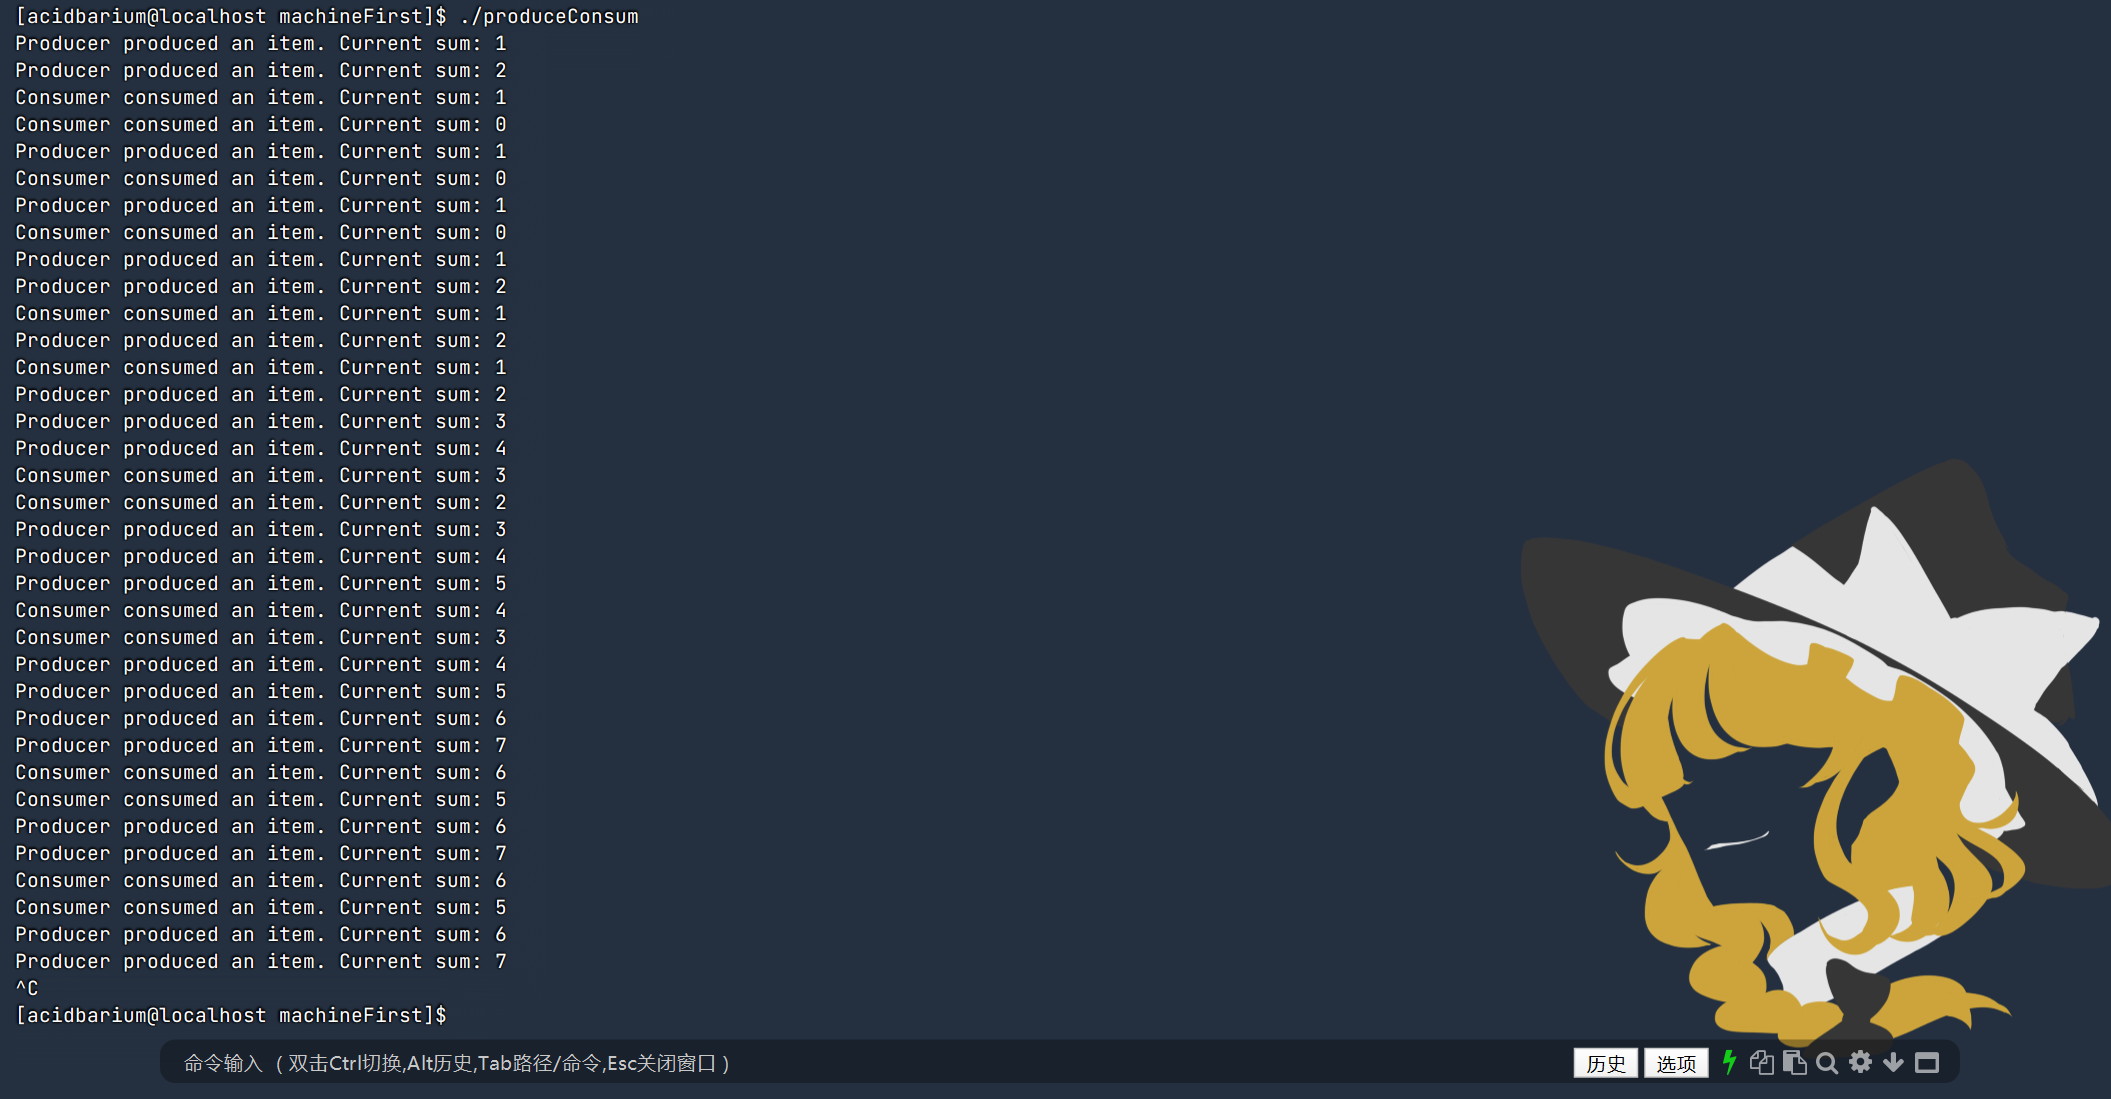 [acidbarium@localhost machineFirst]$ ./produceConsum
Producer produced an item. Current sum: 1
Producer produced an item. Current sum: 2
Consumer consumed an item. Current sum: 1
Consumer consumed an item. Current sum: 0
Producer produced an item. Current sum: 1
Consumer consumed an item. Current sum: 0
Producer produced an item. Current sum: 1
Consumer consumed an item. Current sum: 0
Producer produced an item. Current sum: 1
Producer produced an item. Current sum: 2
Consumer consumed an item. Current sum: 1
Producer produced an item. Current sum: 2
Consumer consumed an item. Current sum: 1
Producer produced an item. Current sum: 2
Producer produced an item. Current sum: 3
Producer produced an item. Current sum: 4
Consumer consumed an item. Current sum: 3
Consumer consumed an item. Current sum: 2
Producer produced an item. Current sum: 3
Producer produced an item. Current sum: 4
Producer produced an item. Current sum: 5
Consumer consumed an item. Current sum: 4
Consumer consumed an item. Current sum: 3
Producer produced an item. Current sum: 4
Producer produced an item. Current sum: 5
Producer produced an item. Current sum: 6
Producer produced an item. Current sum: 7
Consumer consumed an item. Current sum: 6
Consumer consumed an item. Current sum: 5
Producer produced an item. Current sum: 6
Producer produced an item. Current sum: 7
Consumer consumed an item. Current sum: 6
Consumer consumed an item. Current sum: 5
Producer produced an item. Current sum: 6
Producer produced an item. Current sum: 7
^C
[acidbarium@localhost machineFirst]$
命令输入 ( 双击Ctrl切换,Alt历史,Tab路径/命令,Esc关闭窗口 ) 历史 选项